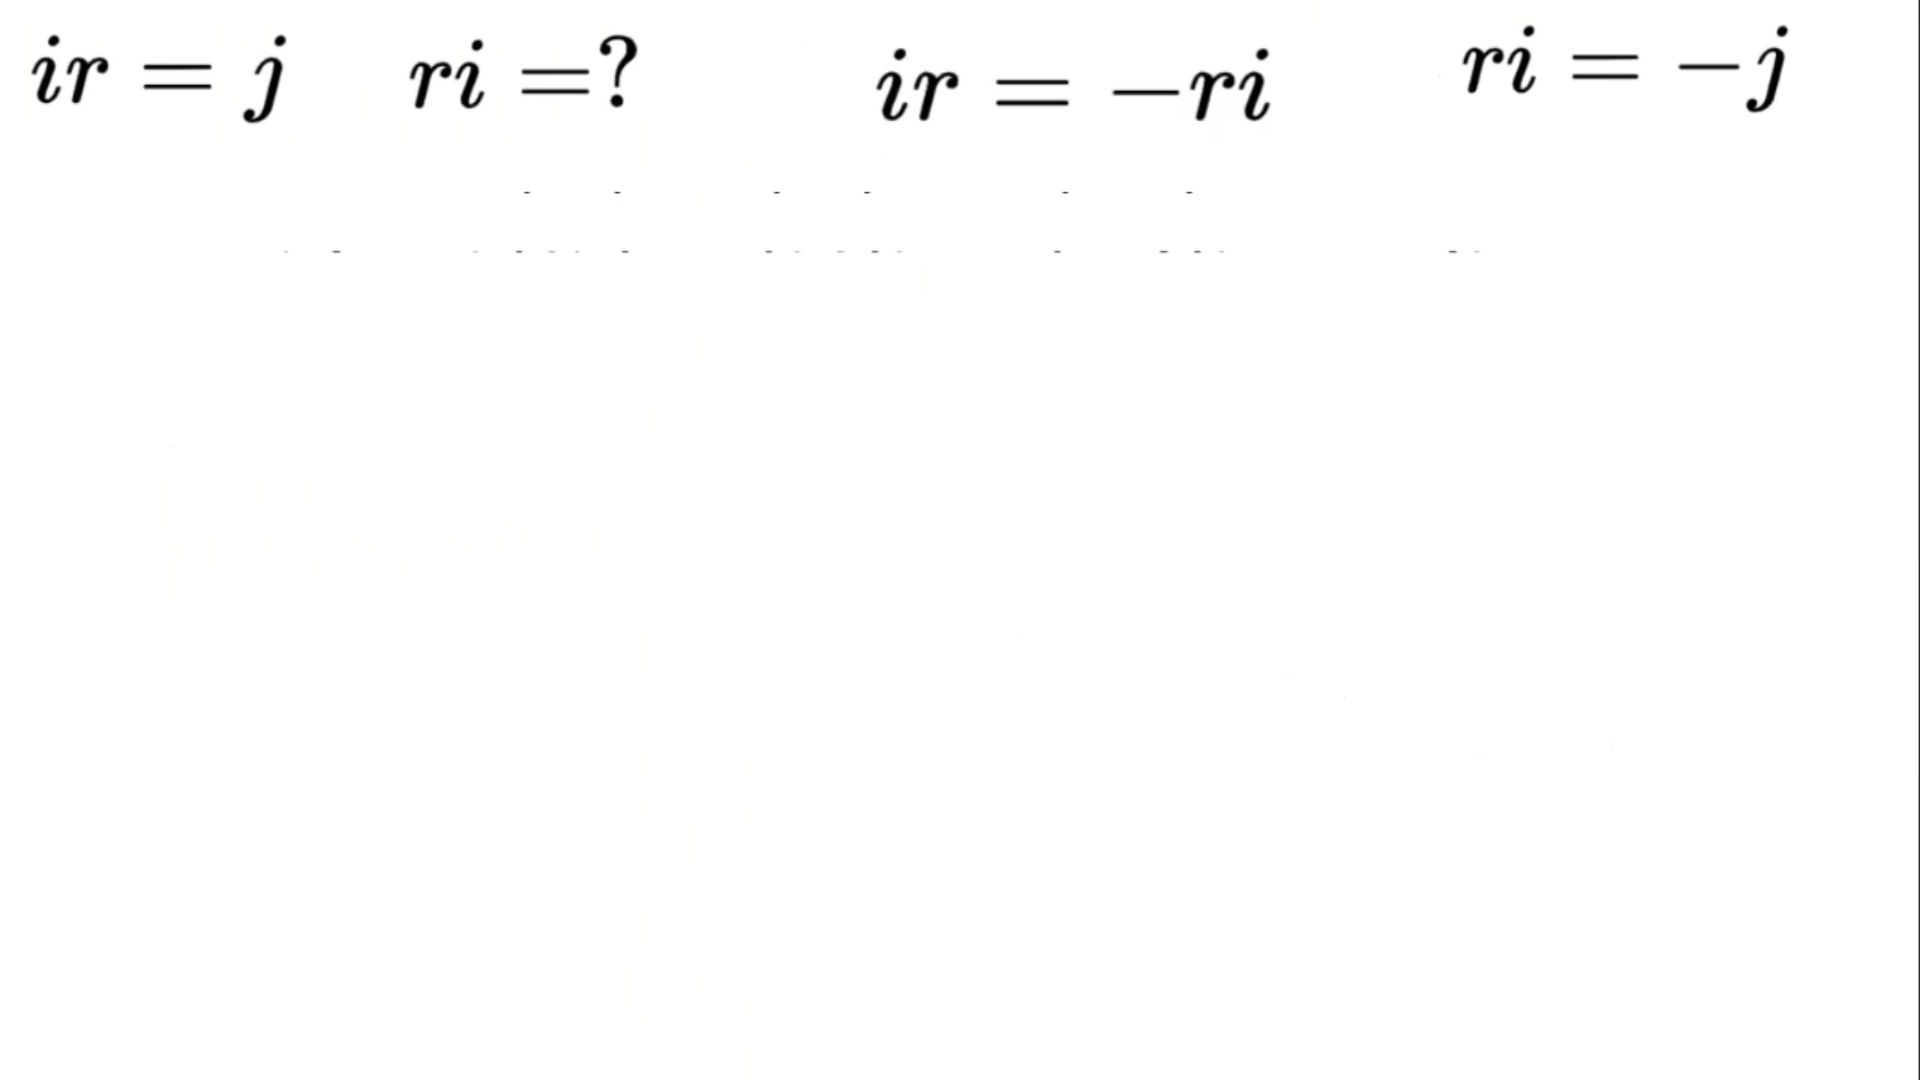 ir = j ri =? ir = −ri ri = −j